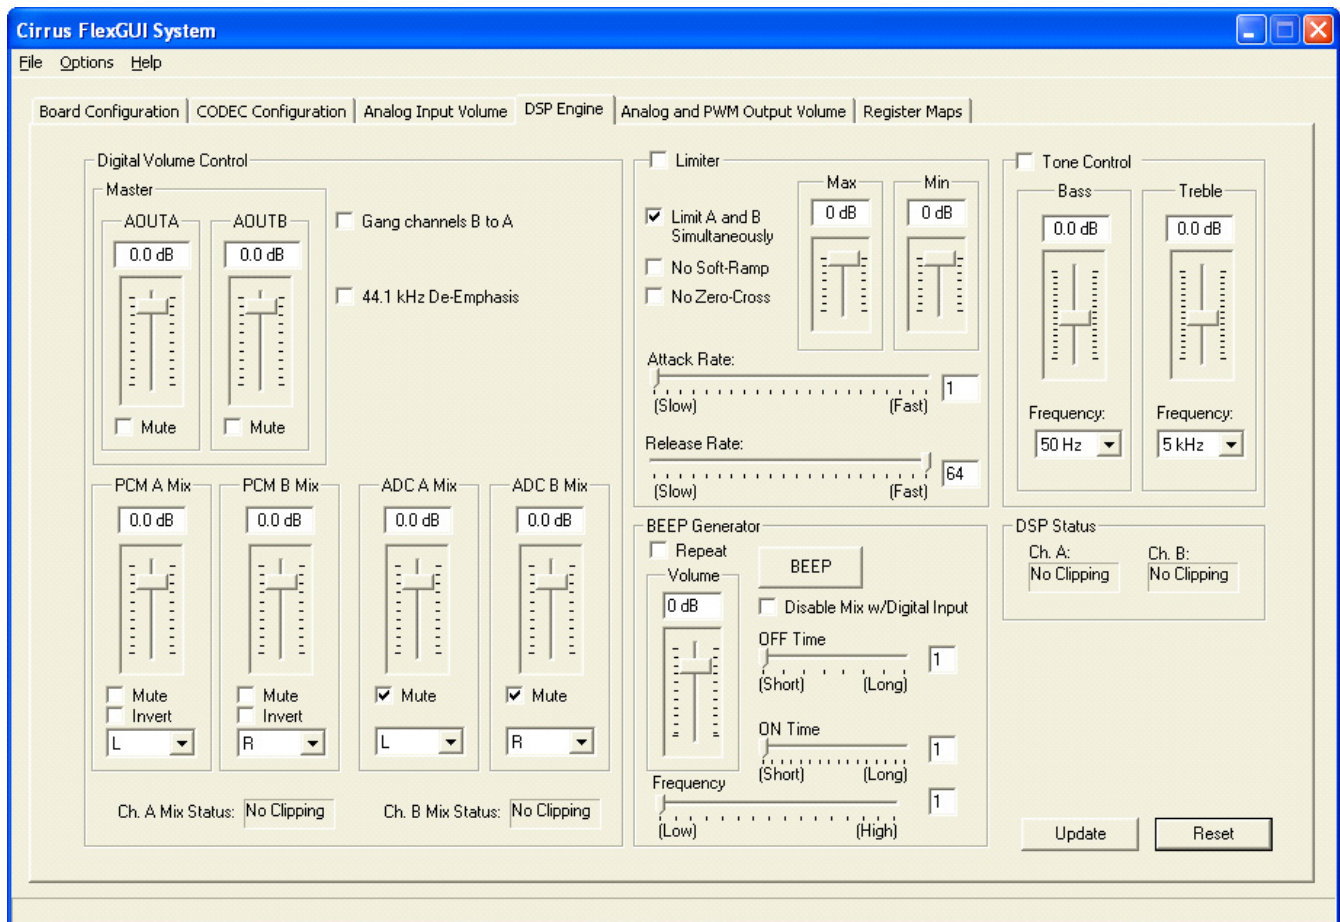 Cirrus FlexGUI System
File Options Help
Board Configuration CODEC Configuration Analog Input Volume DSP Engine Analog and PWM Output Volume Register Maps
Digital Volume Control
Master
AOUTA AOUTB
0.0 dB 0.0 dB
Mute Mute
Gang channels B to A
44.1 kHz De-Emphasis
PCM A Mix PCM B Mix ADC A Mix ADC B Mix
0.0 dB 0.0 dB 0.0 dB 0.0 dB
Mute Mute Mute Mute
Invert Invert
L R L R
Ch. A Mix Status: No Clipping Ch. B Mix Status: No Clipping
Limiter
Max Min
0 dB 0 dB
Limit A and B
Simultaneously
No Soft-Ramp
No Zero-Cross
Attack Rate:
1
(Slow) (Fast)
Release Rate:
64
(Slow) (Fast)
BEEP Generator
Repeat
BEEP
Volume
0 dB
Disable Mix w/Digital Input
OFF Time
1
(Short) (Long)
ON Time
1
(Short) (Long)
Frequency
1
(Low) (High)
Tone Control
Bass Treble
0.0 dB 0.0 dB
Frequency: Frequency:
50 Hz 5 kHz
DSP Status
Ch. A: Ch. B:
No Clipping No Clipping
Update Reset